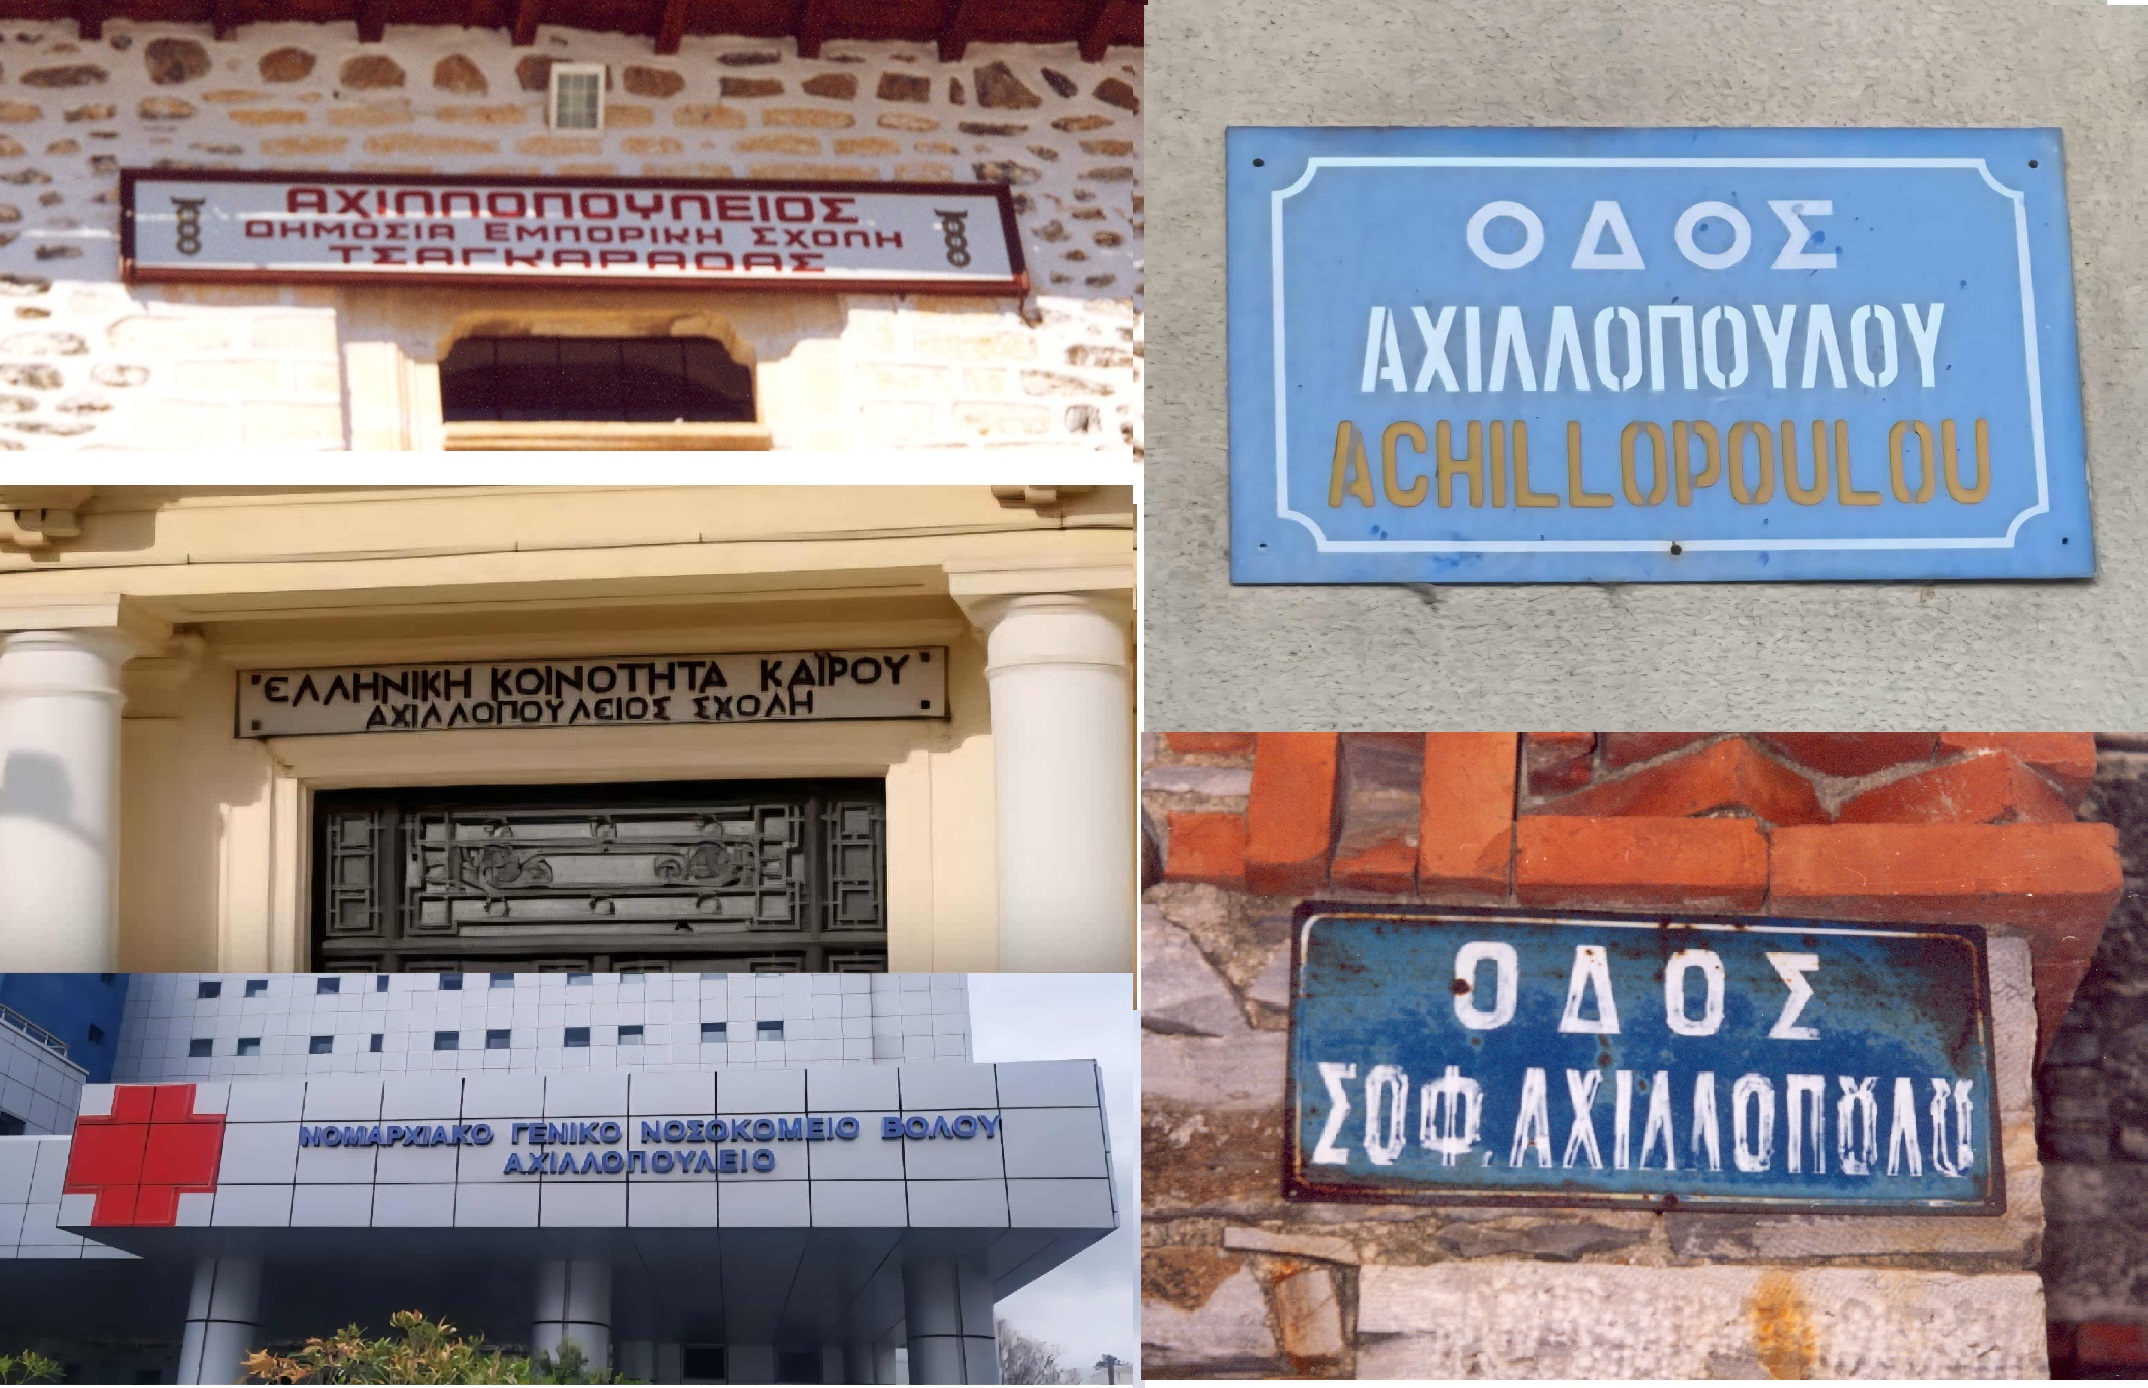 ΑΧΙΛΛΟΠΟΥΛΕΙΟΣ
ΔΗΜΟΣΙΑ ΕΜΠΟΡΙΚΗ ΣΧΟΛΗ
ΤΣΑΓΚΑΡΑΔΑΣ
ΕΛΛΗΝΙΚΗ ΚΟΙΝΟΤΗΤΑ ΚΑΪΡΟΥ
ΑΧΙΛΛΟΠΟΥΛΕΙΟΣ ΣΧΟΛΗ
ΝΟΜΑΡΧΙΑΚΟ ΓΕΝΙΚΟ ΝΟΣΟΚΟΜΕΙΟ ΒΟΛΟΥ
ΑΧΙΛΛΟΠΟΥΛΕΙΟ
ΟΔΟΣ
ΑΧΙΛΛΟΠΟΥΛΟΥ
ACHILLOPOULOU
ΟΔΟΣ
ΣΟΦ. ΑΧΙΛΛΟΠȢΛȢ